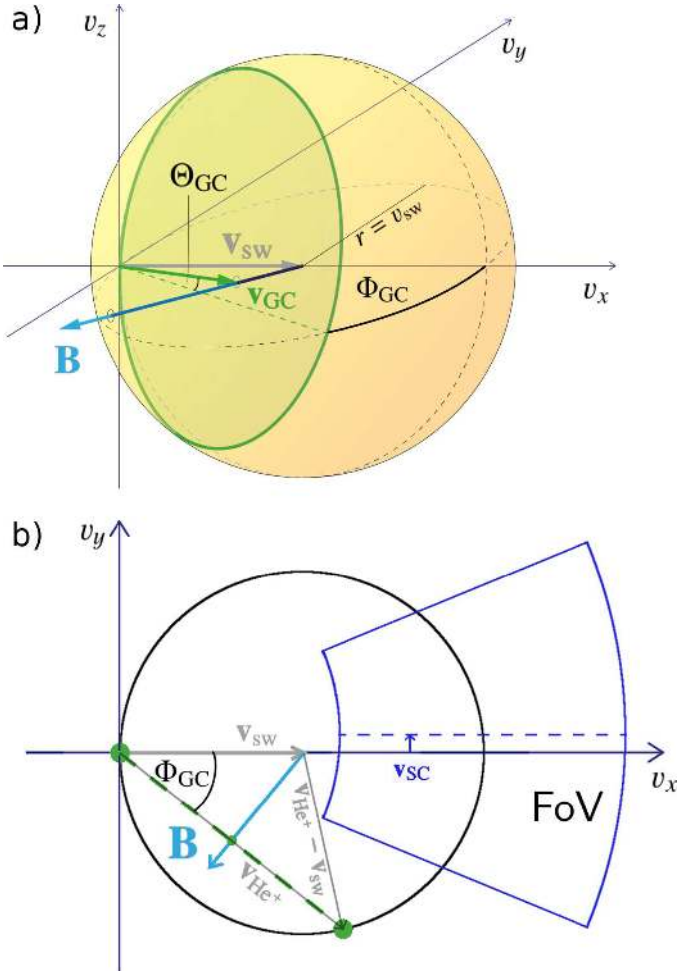 a)
v_z
v_y
Θ_GC
v_sw
r = v_sw
v_GC
Φ_GC
v_x
B
b)
v_y
v_sw
v_SC
v_x
Φ_GC
B
v_He+
v_He+ − v_sw
FoV